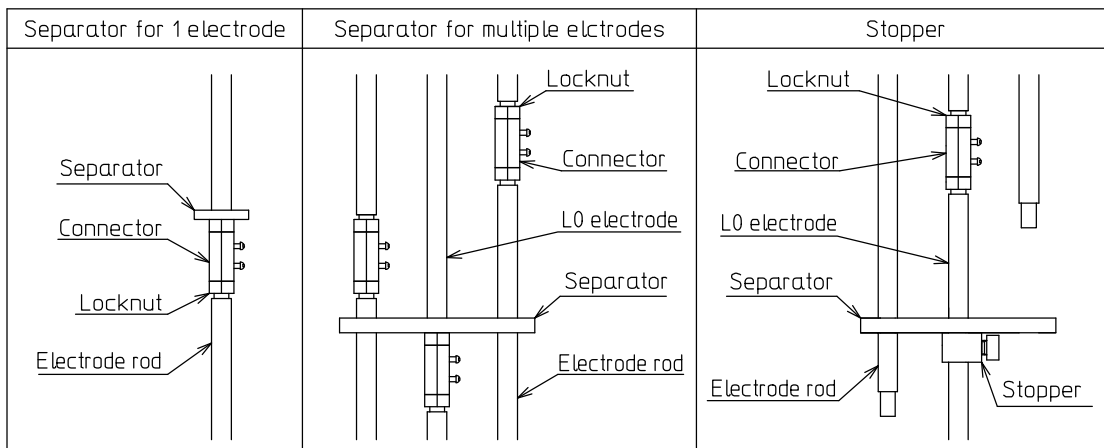 Separator for 1 electrode
Separator for multiple elctrodes
Stopper
Separator
Connector
Locknut
Electrode rod
Locknut
Connector
L0 electrode
Separator
Electrode rod
Locknut
Connector
L0 electrode
Separator
Electrode rod
Stopper